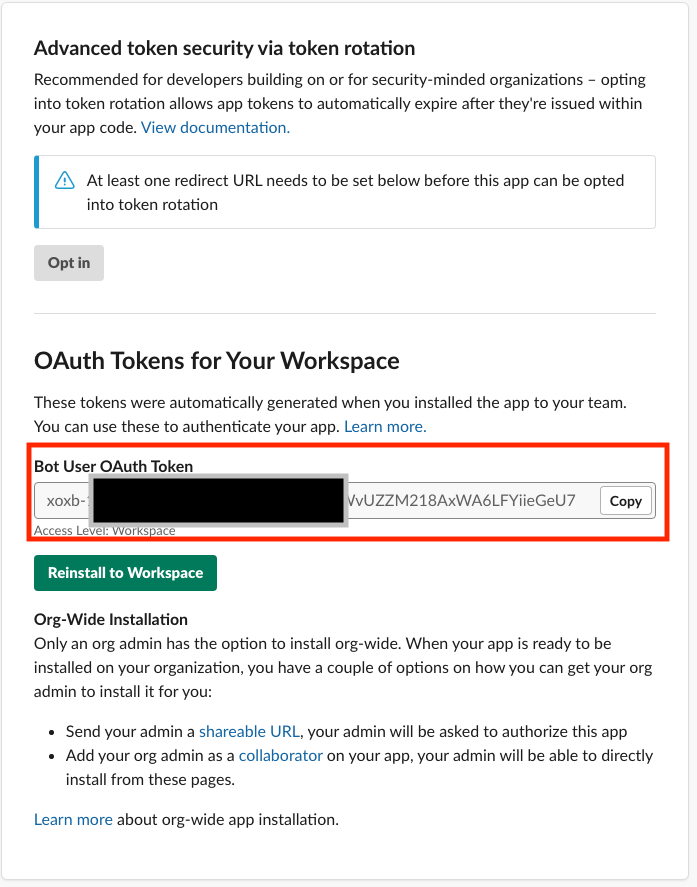 Advanced token security via token rotation
Recommended for developers building on or for security-minded organizations – opting
into token rotation allows app tokens to automatically expire after they're issued within
your app code. View documentation.
At least one redirect URL needs to be set below before this app can be opted
into token rotation
Opt in
OAuth Tokens for Your Workspace
These tokens were automatically generated when you installed the app to your team.
You can use these to authenticate your app. Learn more.
Bot User OAuth Token
xoxb- vUZZM218AxWA6LFYiieGeU7 Copy
Access Level: Workspace
Reinstall to Workspace
Org-Wide Installation
Only an org admin has the option to install org-wide. When your app is ready to be
installed on your organization, you have a couple of options on how you can get your org
admin to install it for you:
• Send your admin a shareable URL, your admin will be asked to authorize this app
• Add your org admin as a collaborator on your app, your admin will be able to directly
install from these pages.
Learn more about org-wide app installation.